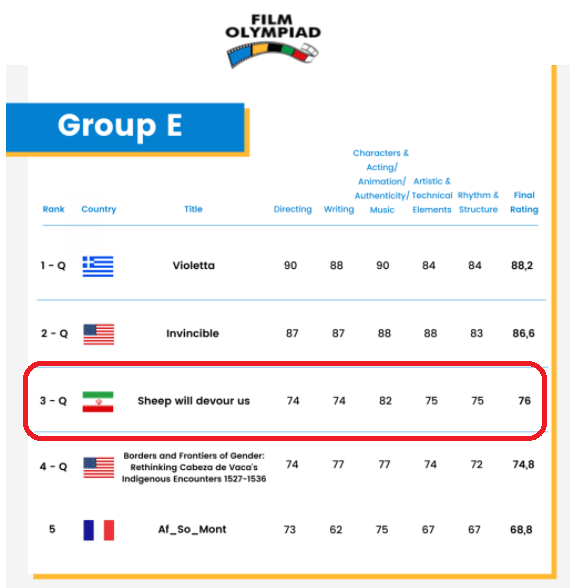 FILM
OLYMPIAD
Group E
Characters &
Acting/
Animation/ Artistic &
Authenticity/ Technical Rhythm & Final
Rank Country Title Directing Writing Music Elements Structure Rating
1 - Q Violetta 90 88 90 84 84 88,2
2 - Q Invincible 87 87 88 88 83 86,6
3 - Q Sheep will devour us 74 74 82 75 75 76
Borders and Frontiers of Gender:
4 - Q Rethinking Cabeza de Vaca's 74 77 77 74 72 74,8
Indigenous Encounters 1527-1536
5 Af_So_Mont 73 62 75 67 67 68,8